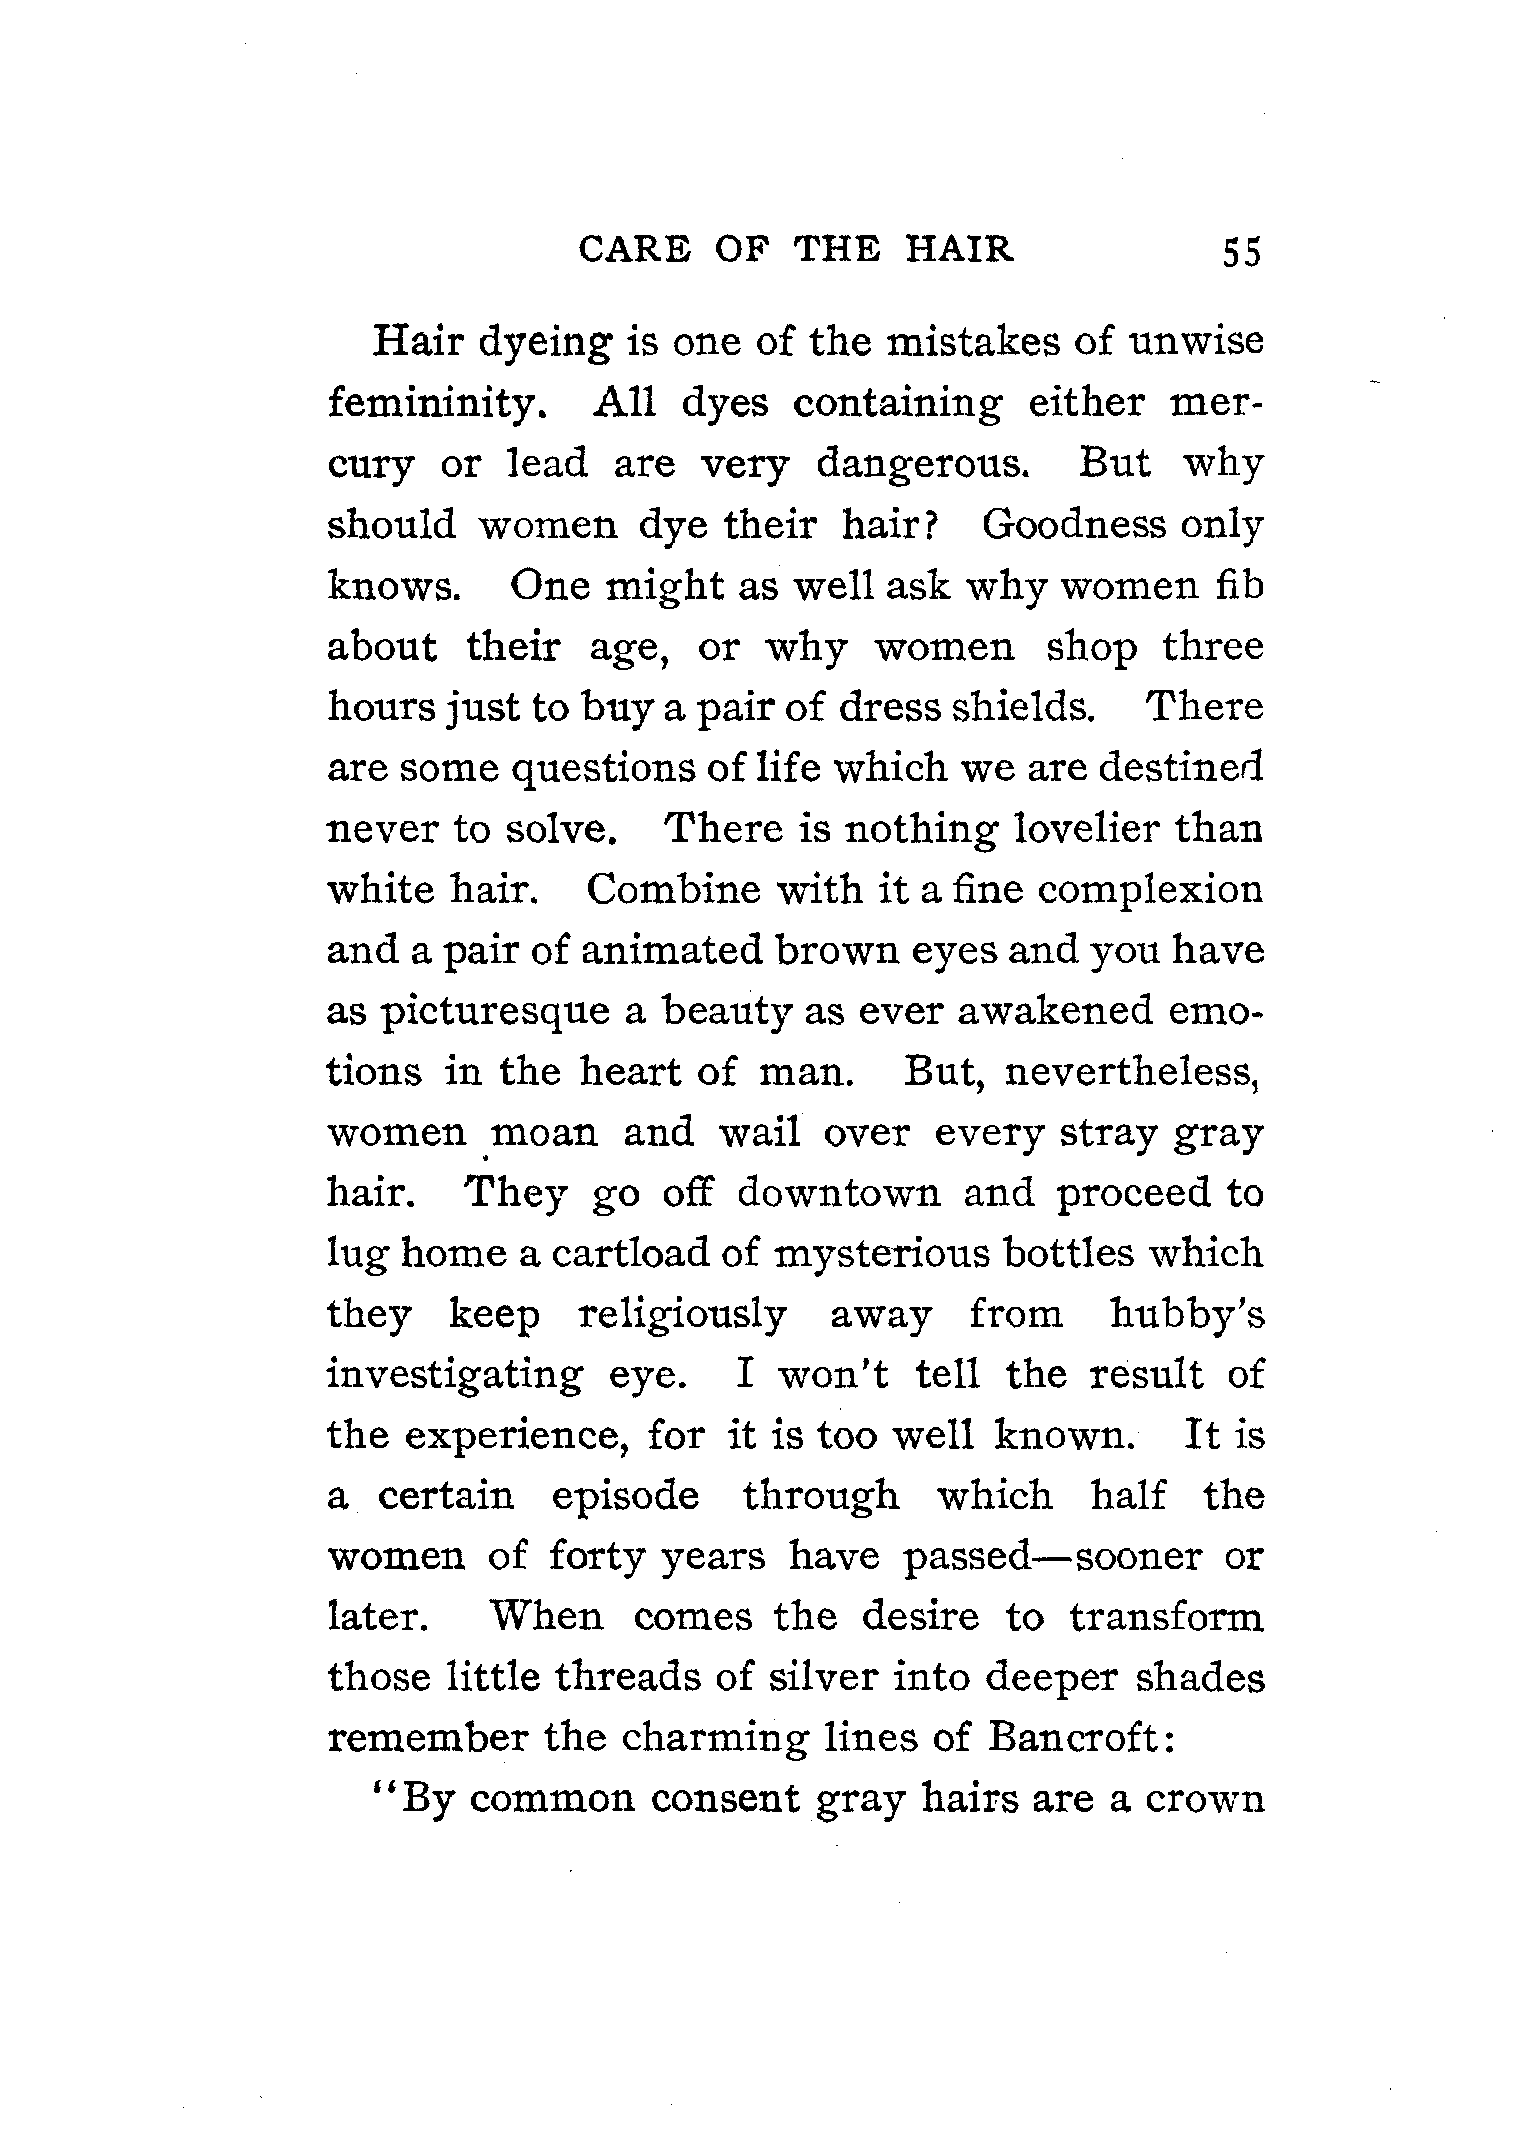 CARE OF THE HAIR 55
Hair dyeing is one of the mistakes of unwise
femininity. All dyes containing either mer-
cury or lead are very dangerous. But why
should women dye their hair? Goodness only
knows. One might as well ask why women fib
about their age, or why women shop three
hours just to buy a pair of dress shields. There
are some questions of life which we are destined
never to solve. There is nothing lovelier than
white hair. Combine with it a fine complexion
and a pair of animated brown eyes and you have
as picturesque a beauty as ever awakened emo-
tions in the heart of man. But, nevertheless,
women moan and wail over every stray gray
hair. They go off downtown and proceed to
lug home a cartload of mysterious bottles which
they keep religiously away from hubby's
investigating eye. I won't tell the result of
the experience, for it is too well known. It is
a certain episode through which half the
women of forty years have passed—sooner or
later. When comes the desire to transform
those little threads of silver into deeper shades
remember the charming lines of Bancroft:
"By common consent gray hairs are a crown